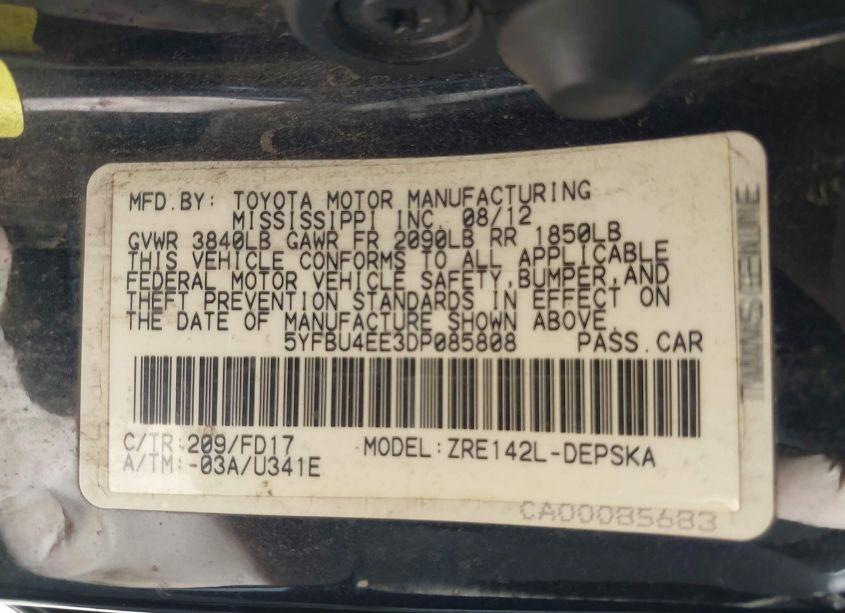 MFD.BY: TOYOTA MOTOR MANUFACTURING
MISSISSIPPI INC. 08/12
GVWR 3840LB GAWR FR 2090LB RR 1850LB
THIS VEHICLE CONFORMS TO ALL APPLICABLE
FEDERAL MOTOR VEHICLE SAFETY,BUMPER,AND
THEFT PREVENTION STANDARDS IN EFFECT ON
THE DATE OF MANUFACTURE SHOWN ABOVE.
5YFBU4EE3DP085808 PASS.CAR
C/TR:209/FD17 MODEL:ZRE142L-DEPSKA
A/TM:-03A/U341E
CA00085683
GENUINE